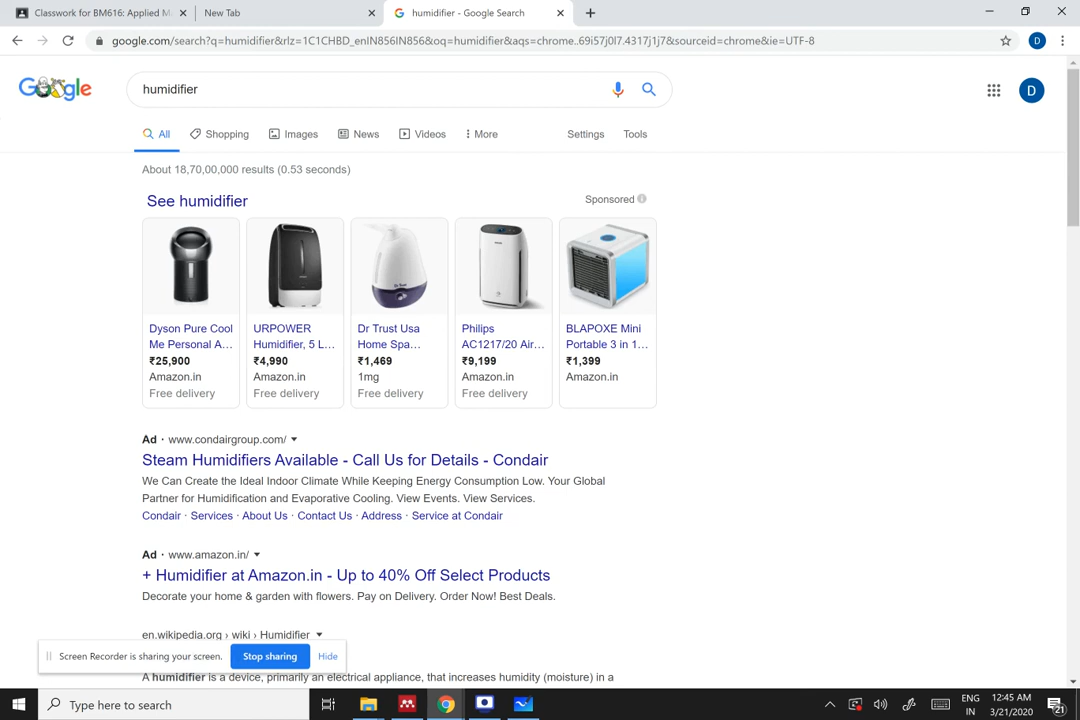 Classwork for BM616: Applied M
New Tab
humidifier - Google Search
google.com/search?q=humidifier&rlz=1C1CHBD_enIN856IN856&oq=humidifier&aqs=chrome..69i57j0l7.4317j1j7&sourceid=chrome&ie=UTF-8
D
humidifier
D
All Shopping Images News Videos More Settings Tools
About 18,70,00,000 results (0.53 seconds)
See humidifier
Sponsored
Dyson Pure Cool
Me Personal A...
₹25,900
Amazon.in
Free delivery
URPOWER
Humidifier, 5 L...
₹4,990
Amazon.in
Free delivery
Dr Trust Usa
Home Spa...
₹1,469
1mg
Free delivery
Philips
AC1217/20 Air...
₹9,199
Amazon.in
Free delivery
BLAPOXE Mini
Portable 3 in 1...
₹1,399
Amazon.in
Ad · www.condairgroup.com/
Steam Humidifiers Available - Call Us for Details - Condair
We Can Create the Ideal Indoor Climate While Keeping Energy Consumption Low. Your Global
Partner for Humidification and Evaporative Cooling. View Events. View Services.
Condair · Services · About Us · Contact Us · Address · Service at Condair
Ad · www.amazon.in/
+ Humidifier at Amazon.in - Up to 40% Off Select Products
Decorate your home & garden with flowers. Pay on Delivery. Order Now! Best Deals.
en.wikipedia.org › wiki › Humidifier
Screen Recorder is sharing your screen. Stop sharing Hide
A humidifier is a device, primarily an electrical appliance, that increases humidity (moisture) in a
Type here to search
ENG
IN
12:45 AM
3/21/2020
21